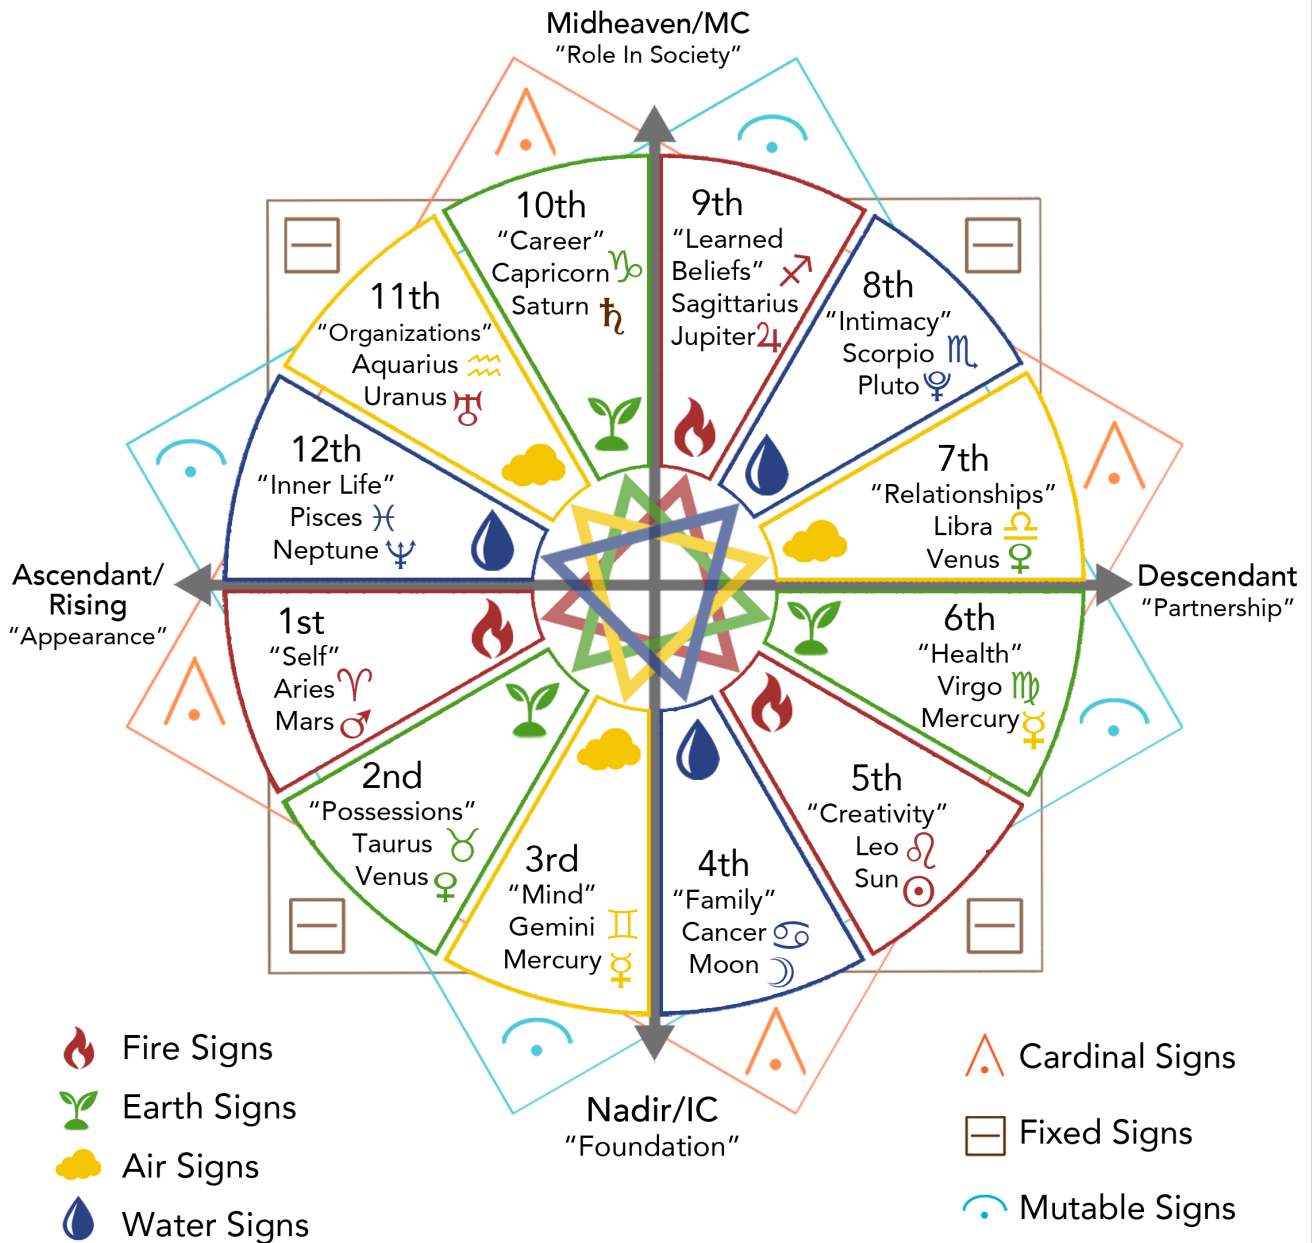 Midheaven/MC
“Role In Society”
10th
“Career”
Capricorn
Saturn
9th
“Learned
Beliefs”
Sagittarius
Jupiter
11th
“Organizations”
Aquarius
Uranus
8th
“Intimacy”
Scorpio
Pluto
12th
“Inner Life”
Pisces
Neptune
7th
“Relationships”
Libra
Venus
Ascendant/
Rising
“Appearance”
Descendant
“Partnership”
1st
“Self”
Aries
Mars
6th
“Health”
Virgo
Mercury
2nd
“Possessions”
Taurus
Venus
5th
“Creativity”
Leo
Sun
3rd
“Mind”
Gemini
Mercury
4th
“Family”
Cancer
Moon
Nadir/IC
“Foundation”
Fire Signs
Earth Signs
Air Signs
Water Signs
Cardinal Signs
Fixed Signs
Mutable Signs